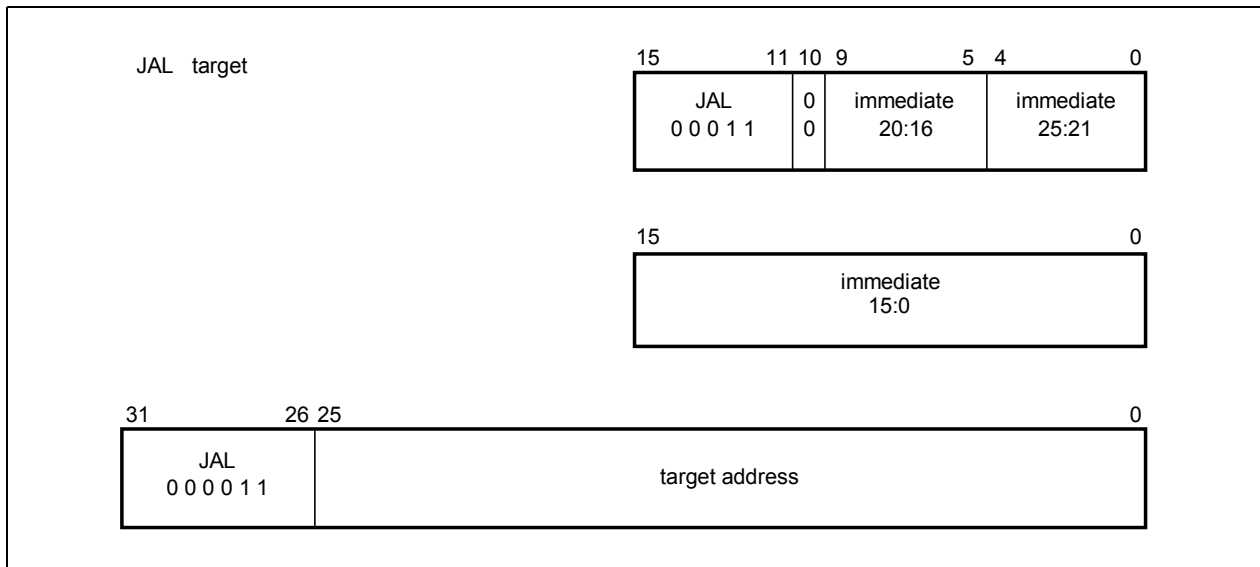 JAL target
15 11 10 9 5 4 0
JAL 0 immediate immediate
0 0 0 1 1 0 20:16 25:21
15 0
immediate
15:0
31 26 25 0
JAL
0 0 0 0 1 1
target address